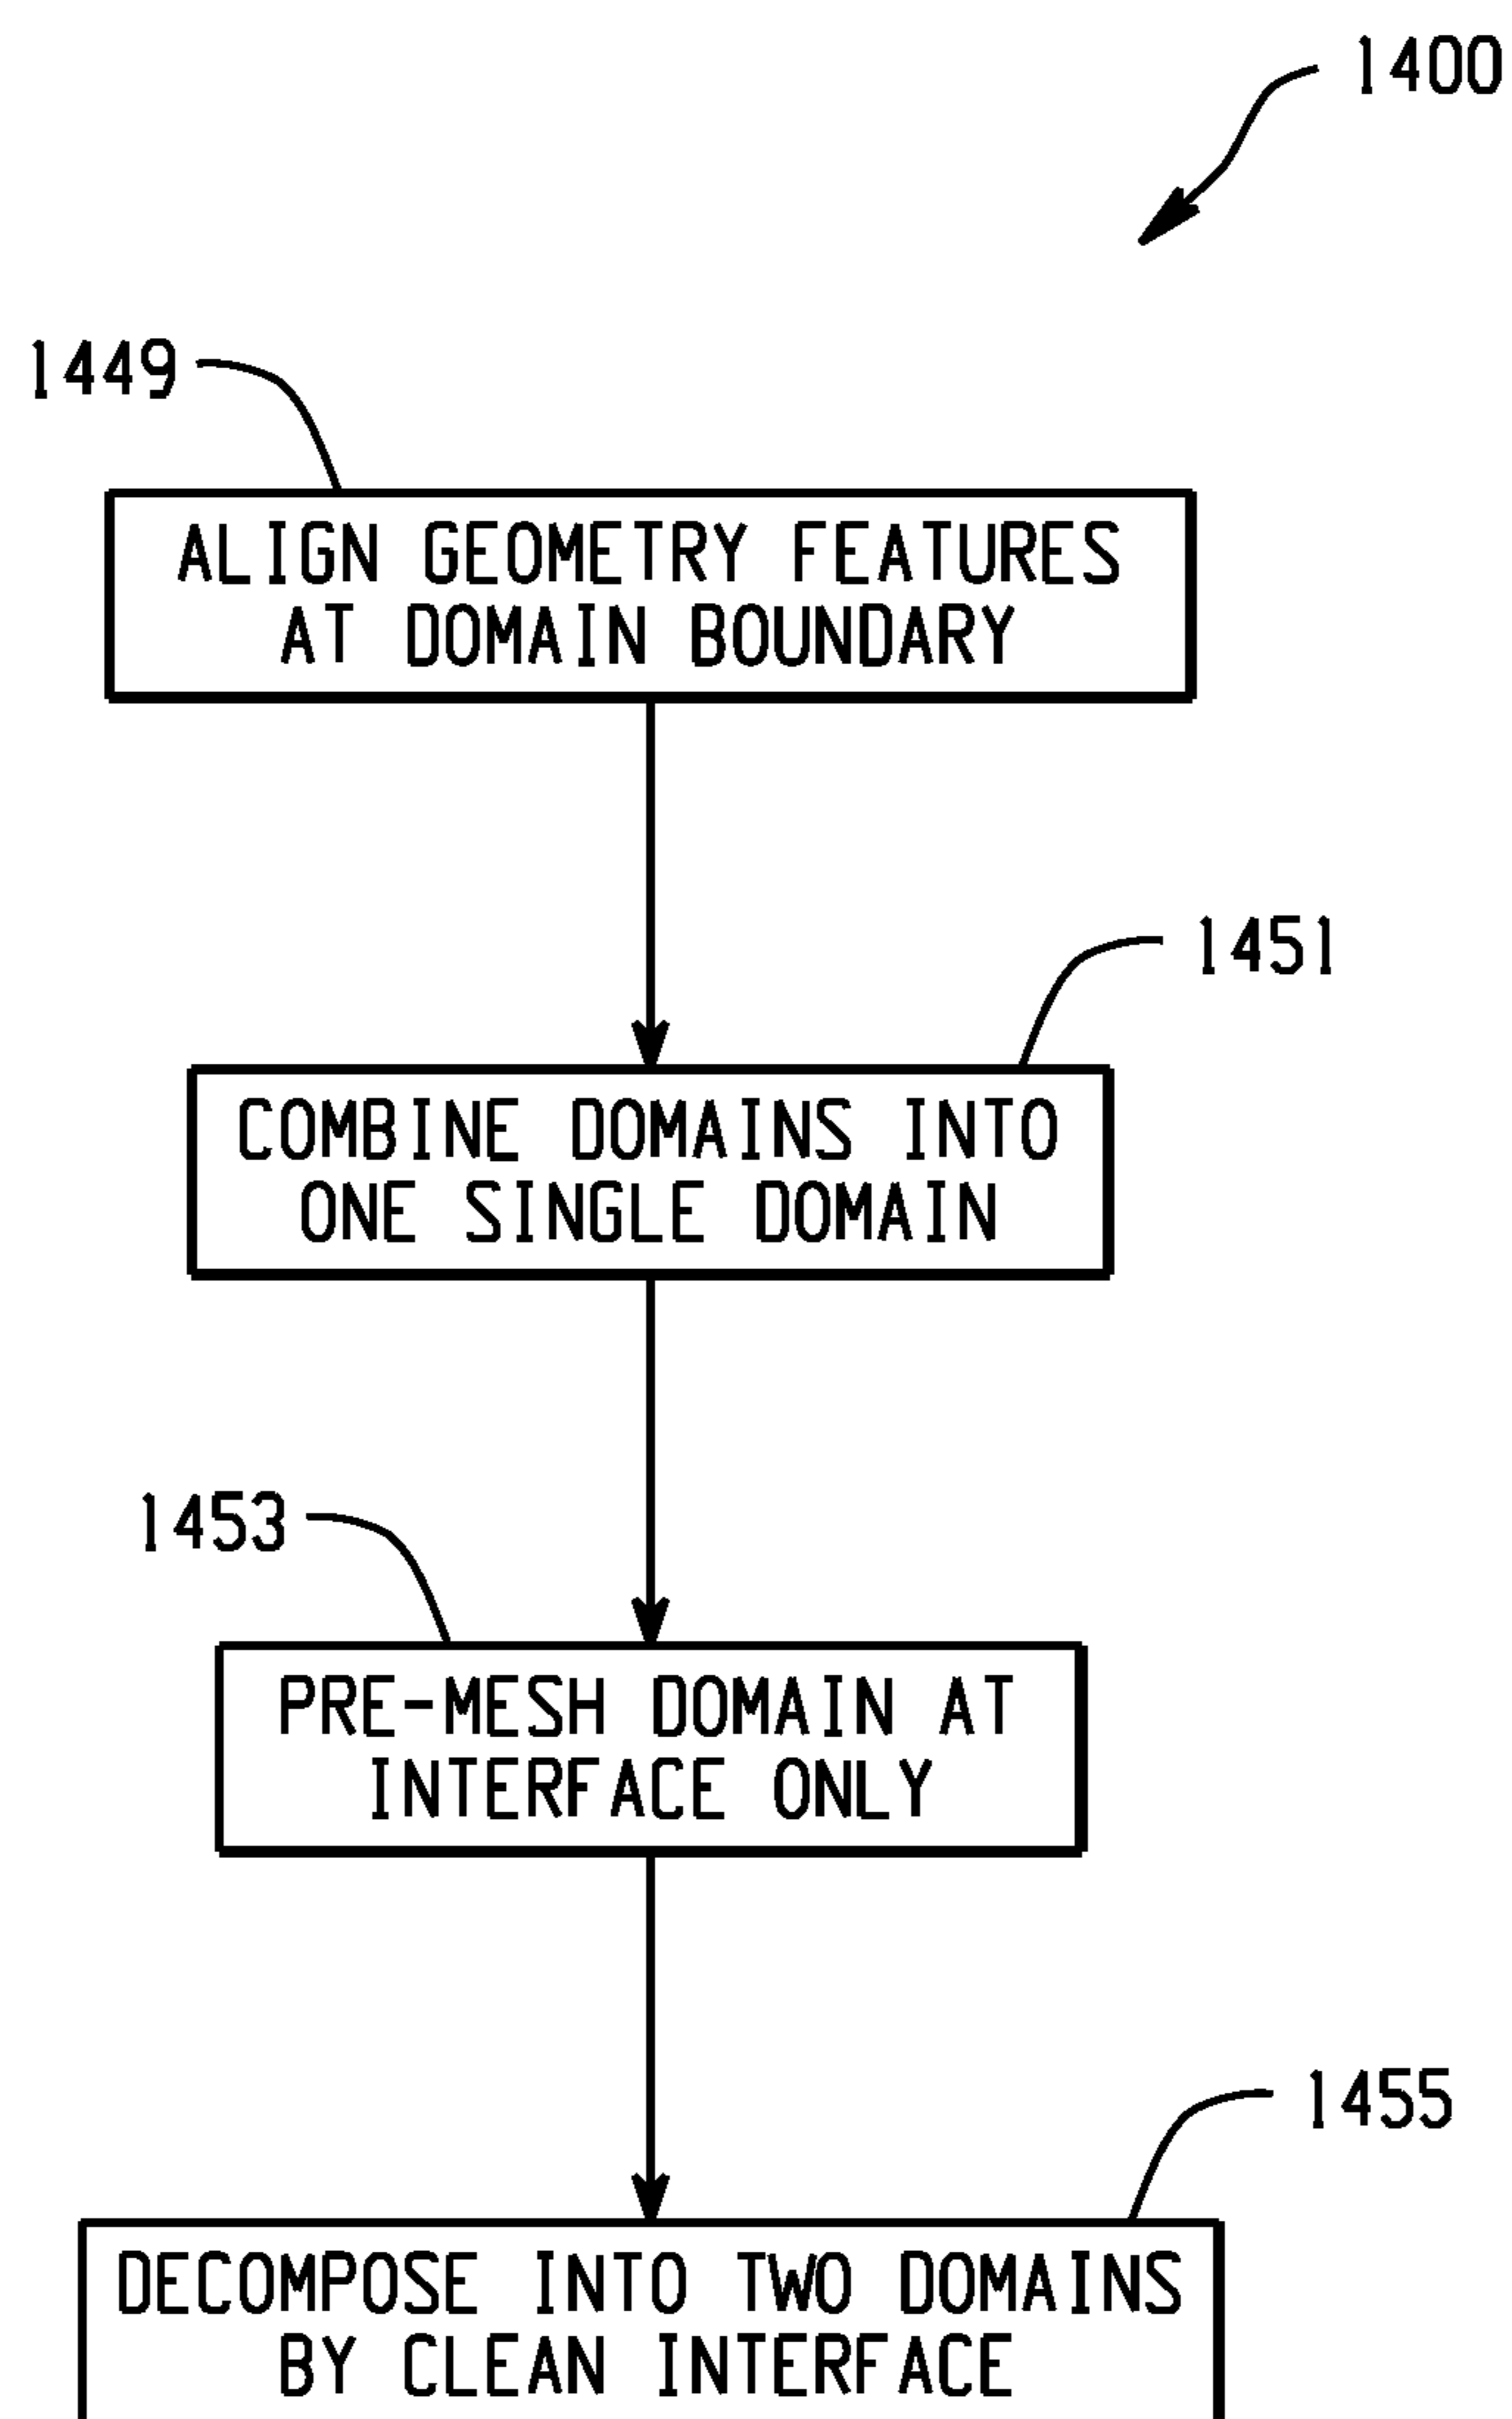 1400
1449
ALIGN GEOMETRY FEATURES
AT DOMAIN BOUNDARY
1451
COMBINE DOMAINS INTO
ONE SINGLE DOMAIN
1453
PRE-MESH DOMAIN AT
INTERFACE ONLY
1455
DECOMPOSE INTO TWO DOMAINS
BY CLEAN INTERFACE